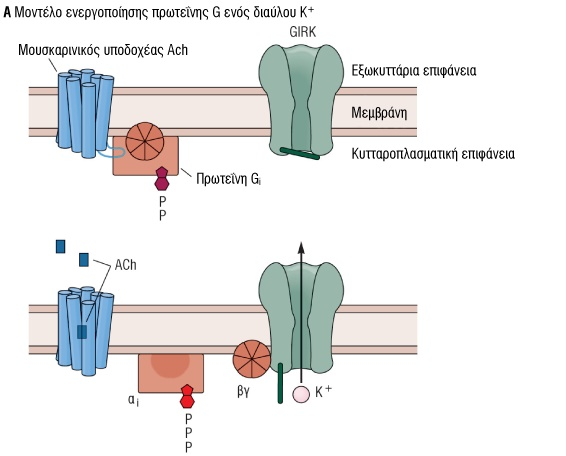 A Μοντέλο ενεργοποίησης πρωτεΐνης G ενός διαύλου K+
GIRK
Μουσκαρινικός υποδοχέας Ach
Εξωκυττάρια επιφάνεια
Μεμβράνη
Κυτταροπλασματική επιφάνεια
Πρωτεΐνη Gi
P
P
ACh
αi
βγ
K+
P
P
P